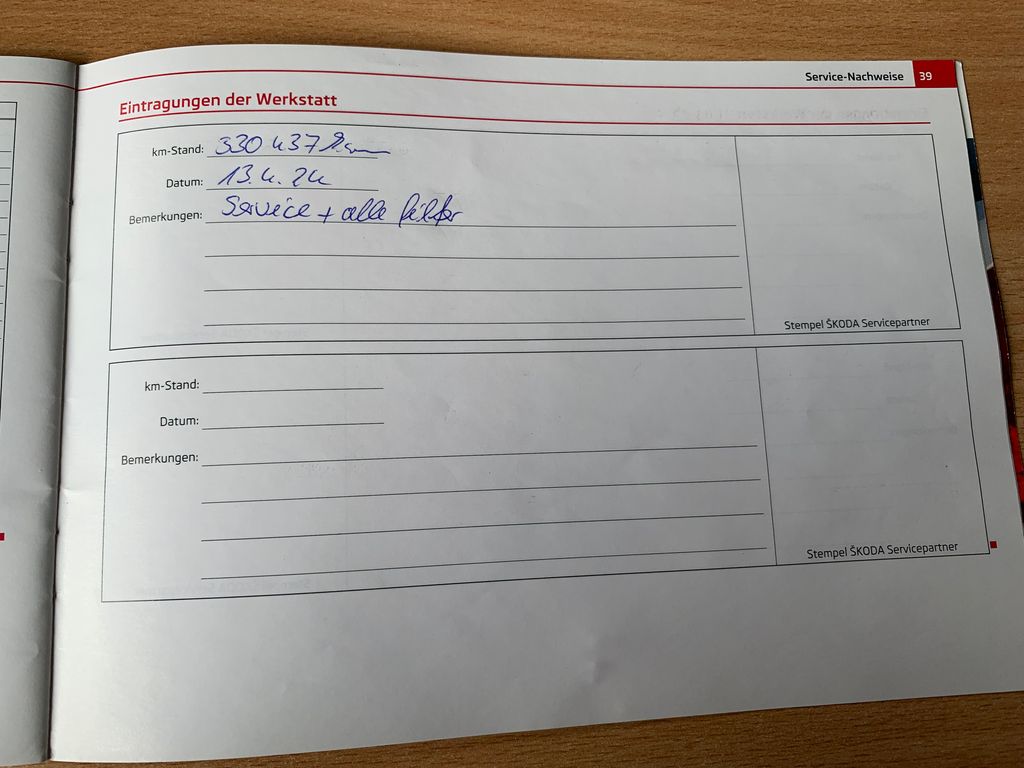 Service-Nachweise 39
Eintragungen der Werkstatt
km-Stand: 330 437 km
Datum: 13.4.24
Bemerkungen: Service + alle Filter
Stempel ŠKODA Servicepartner
km-Stand:
Datum:
Bemerkungen:
Stempel ŠKODA Servicepartner